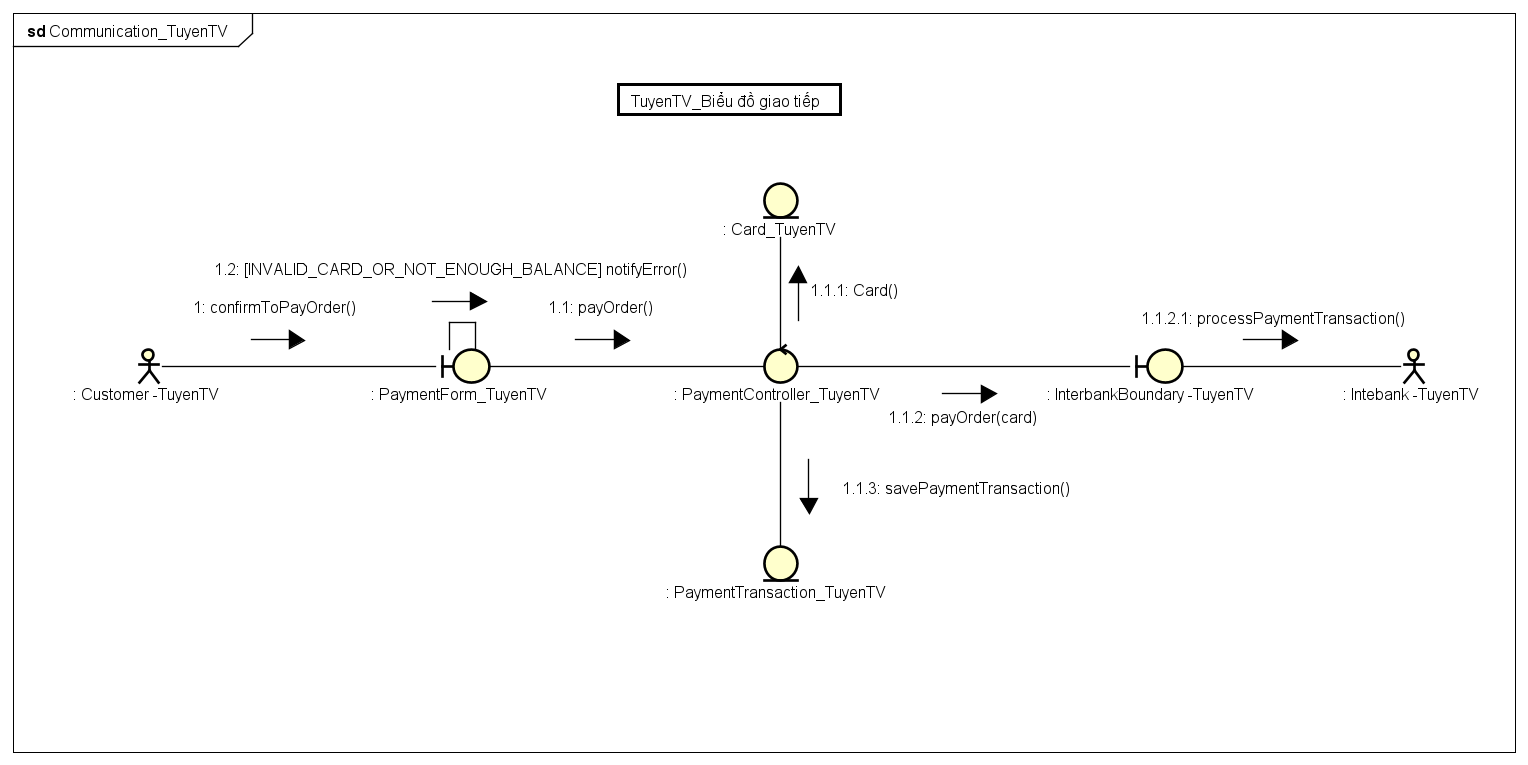 sd Communication_TuyenTV
TuyenTV_Biểu đồ giao tiếp
: Card_TuyenTV
1.2: [INVALID_CARD_OR_NOT_ENOUGH_BALANCE] notifyError()
1.1.1: Card()
1: confirmToPayOrder()
1.1: payOrder()
1.1.2.1: processPaymentTransaction()
: Customer -TuyenTV
: PaymentForm_TuyenTV
: PaymentController_TuyenTV
: InterbankBoundary -TuyenTV
: Intebank -TuyenTV
1.1.2: payOrder(card)
1.1.3: savePaymentTransaction()
: PaymentTransaction_TuyenTV